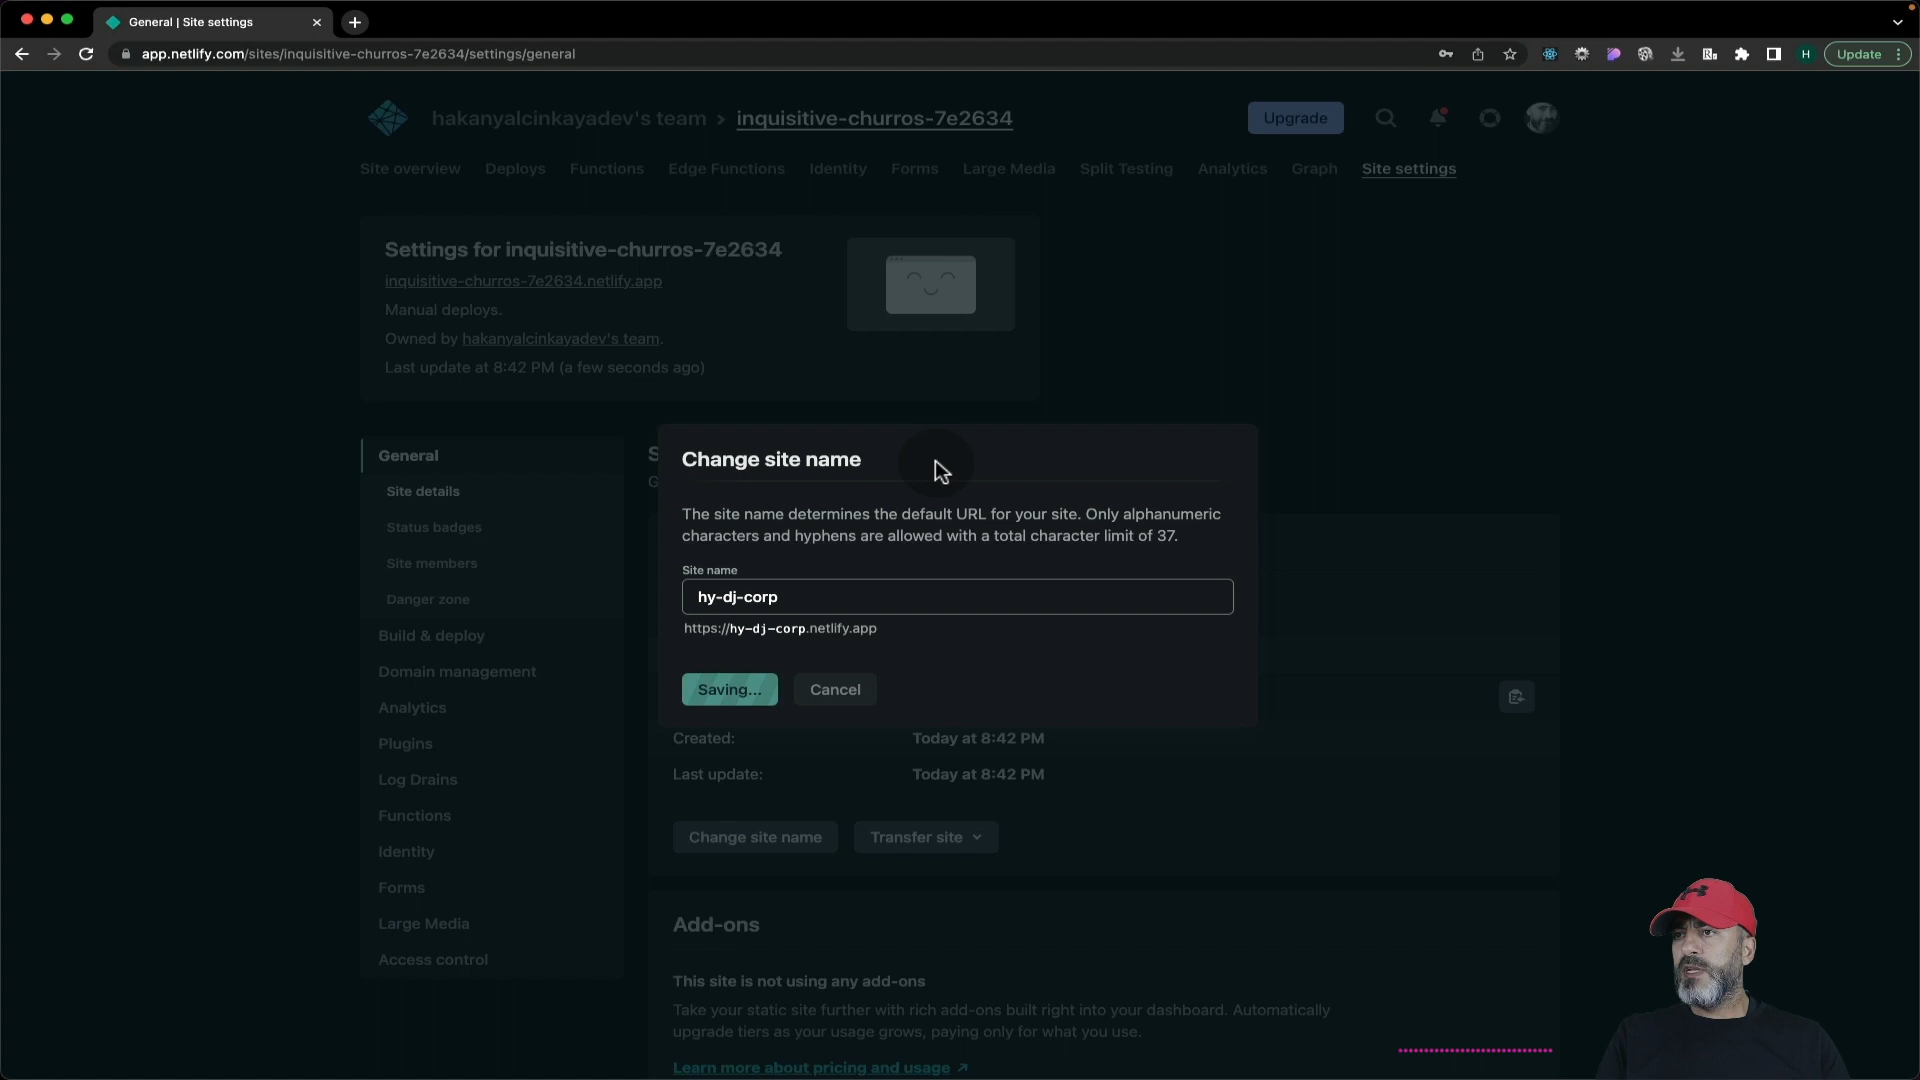 General | Site settings
app.netlify.com/sites/inquisitive-churros-7e2634/settings/general
H
Update
hakanyalcinkayadev's team > inquisitive-churros-7e2634
Upgrade
Site overview Deploys Functions Edge Functions Identity Forms Large Media Split Testing Analytics Graph Site settings
Settings for inquisitive-churros-7e2634
inquisitive-churros-7e2634.netlify.app
Manual deploys.
Owned by hakanyalcinkayadev's team.
Last update at 8:42 PM (a few seconds ago)
General
Site details
Status badges
Site members
Danger zone
Build & deploy
Domain management
Analytics
Plugins
Log Drains
Functions
Identity
Forms
Large Media
Access control
Change site name
The site name determines the default URL for your site. Only alphanumeric
characters and hyphens are allowed with a total character limit of 37.
Site name
hy-dj-corp
https://hy-dj-corp.netlify.app
Saving... Cancel
Created: Today at 8:42 PM
Last update: Today at 8:42 PM
Change site name Transfer site
Add-ons
This site is not using any add-ons
Take your static site further with rich add-ons built right into your dashboard. Automatically
upgrade tiers as your usage grows, paying only for what you use.
Learn more about pricing and usage